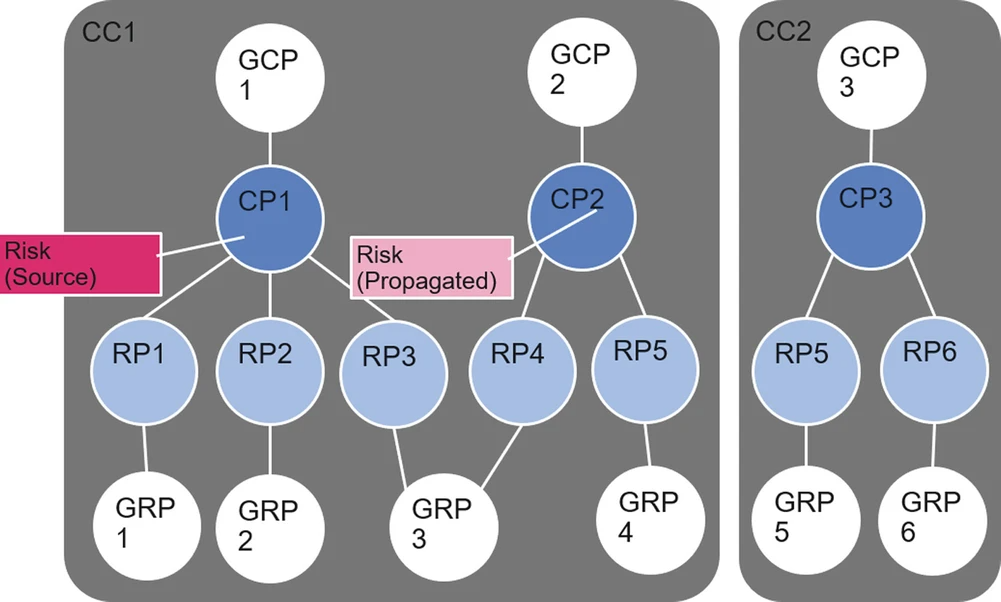 CC1
GCP
1
GCP
2
CC2
GCP
3
CP1
CP2
CP3
Risk
(Source)
Risk
(Propagated)
RP1
RP2
RP3
RP4
RP5
RP5
RP6
GRP
1
GRP
2
GRP
3
GRP
4
GRP
5
GRP
6